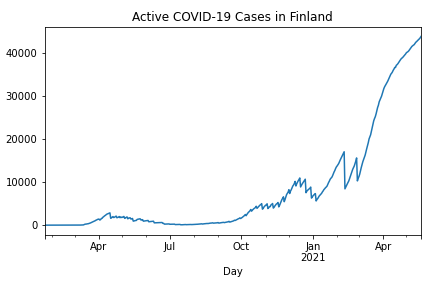 Active COVID-19 Cases in Finland
40000
30000
20000
10000
0
Apr
Jul
Oct
Jan
2021
Apr
Day